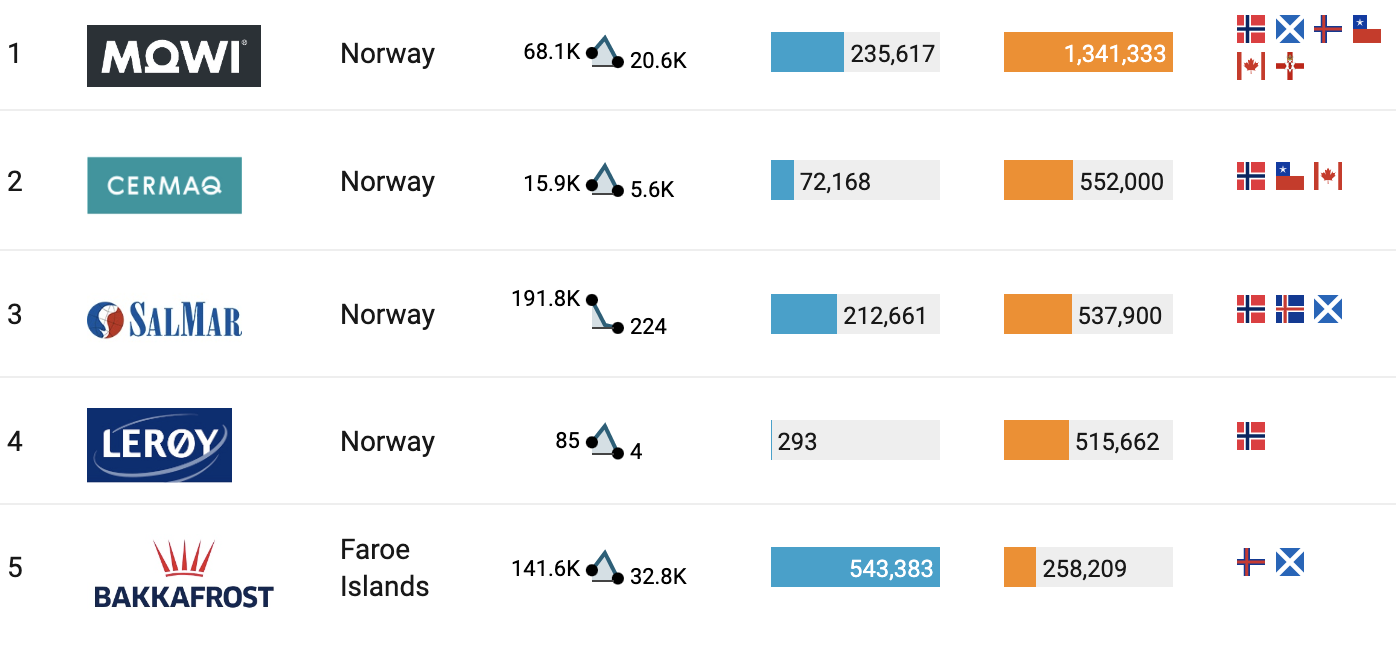 1 MOWI® Norway 68.1K 20.6K 235,617 1,341,333
2 CERMAQ Norway 15.9K 5.6K 72,168 552,000
3 SALMAR Norway 191.8K 224 212,661 537,900
4 LERØY Norway 85 4 293 515,662
5 BAKKAFROST Faroe Islands 141.6K 32.8K 543,383 258,209